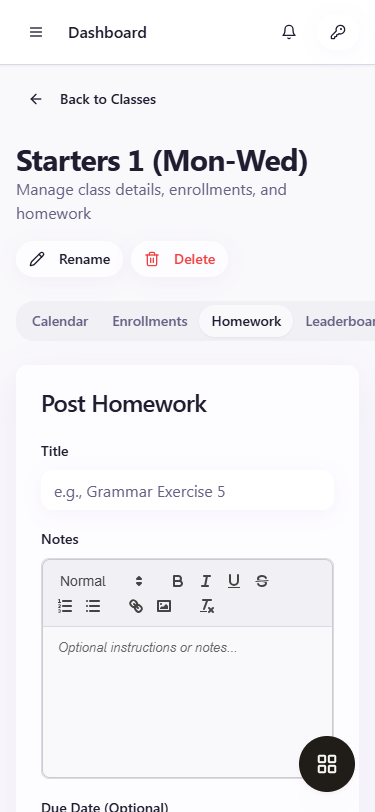 Dashboard
Back to Classes
Starters 1 (Mon-Wed)
Manage class details, enrollments, and
homework
Rename
Delete
Calendar
Enrollments
Homework
Leaderboar
Post Homework
Title
e.g., Grammar Exercise 5
Notes
Normal
B I U S
Optional instructions or notes...
Due Date (Optional)